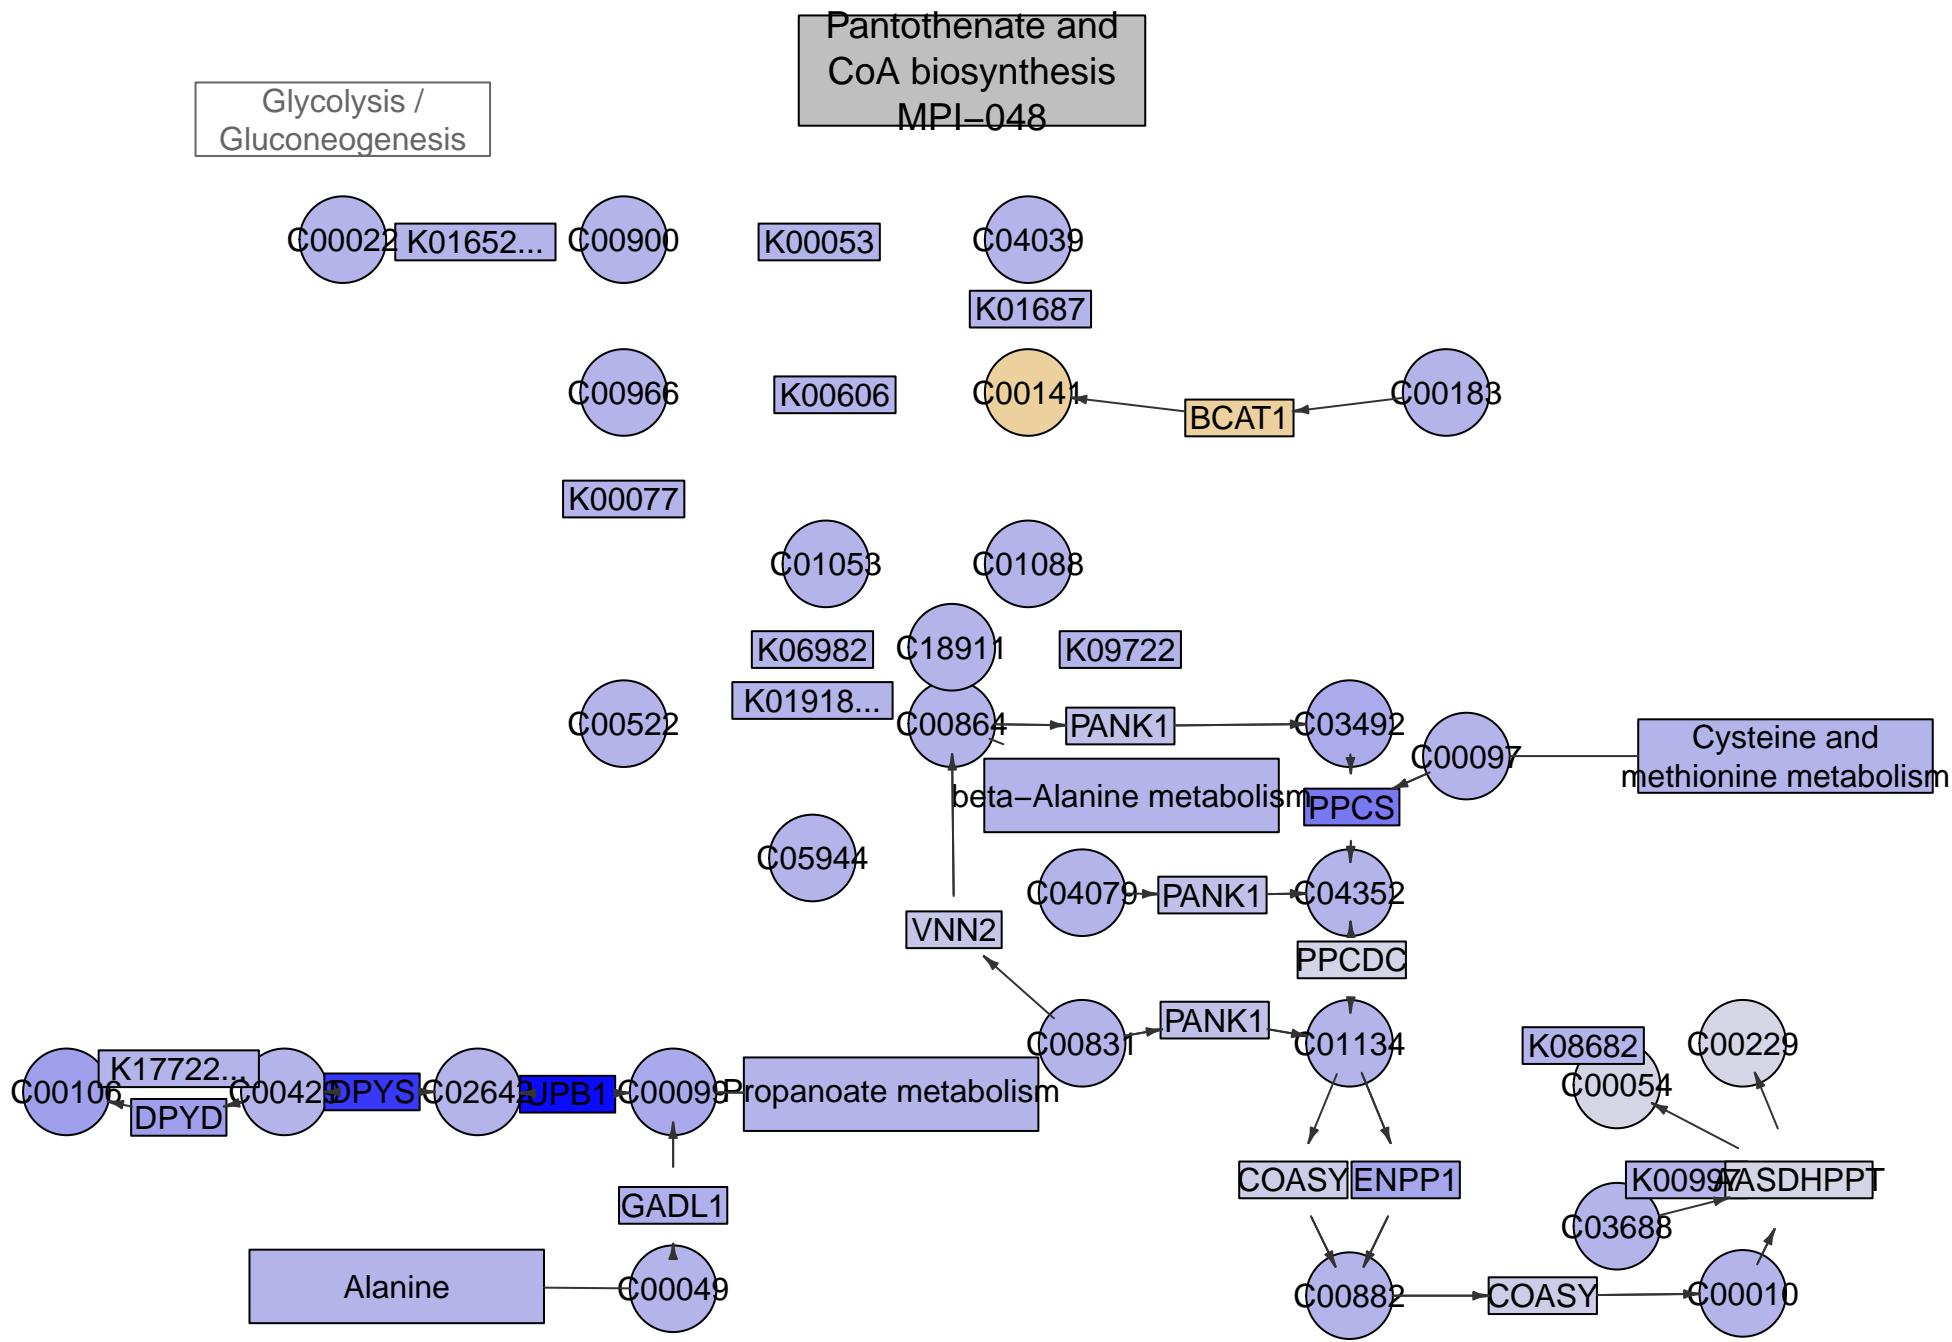 Pantothenate and
CoA biosynthesis
MPI−048
Glycolysis /
Gluconeogenesis
C00022
K01652...
C00900
K00053
C04039
K01687
C00966
K00606
C00141
BCAT1
C00183
K00077
C01053
C01088
K06982
C18911
K09722
K01918...
C00522
C00864
PANK1
C03492
C00097
Cysteine and
methionine metabolism
beta−Alanine metabolism
PPCS
C05944
C04079
PANK1
C04352
VNN2
PPCDC
C00831
PANK1
C01134
K08682
C00229
C00054
C00106
K17722...
DPYD
C00429
DPYS
C02642
UPB1
C00099
Propanoate metabolism
COASY
ENPP1
K00997
AASDHPPT
GADL1
C03688
Alanine
C00049
C00882
COASY
C00010